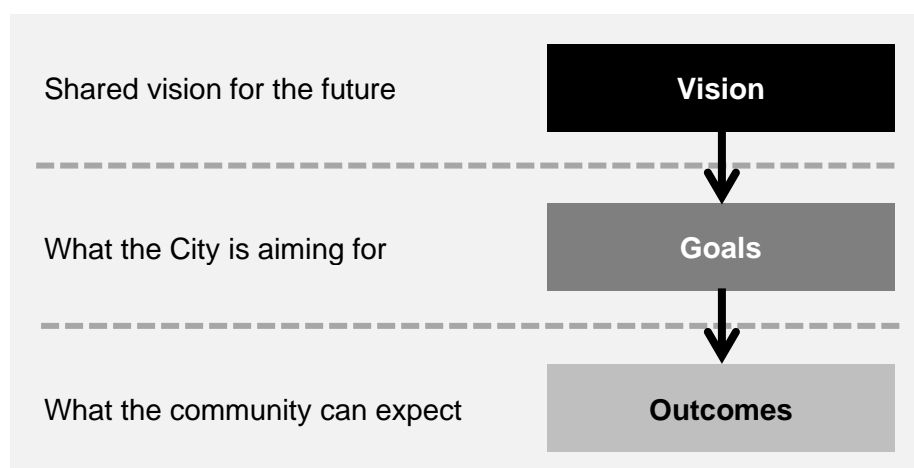 Shared vision for the future
Vision
What the City is aiming for
Goals
What the community can expect
Outcomes